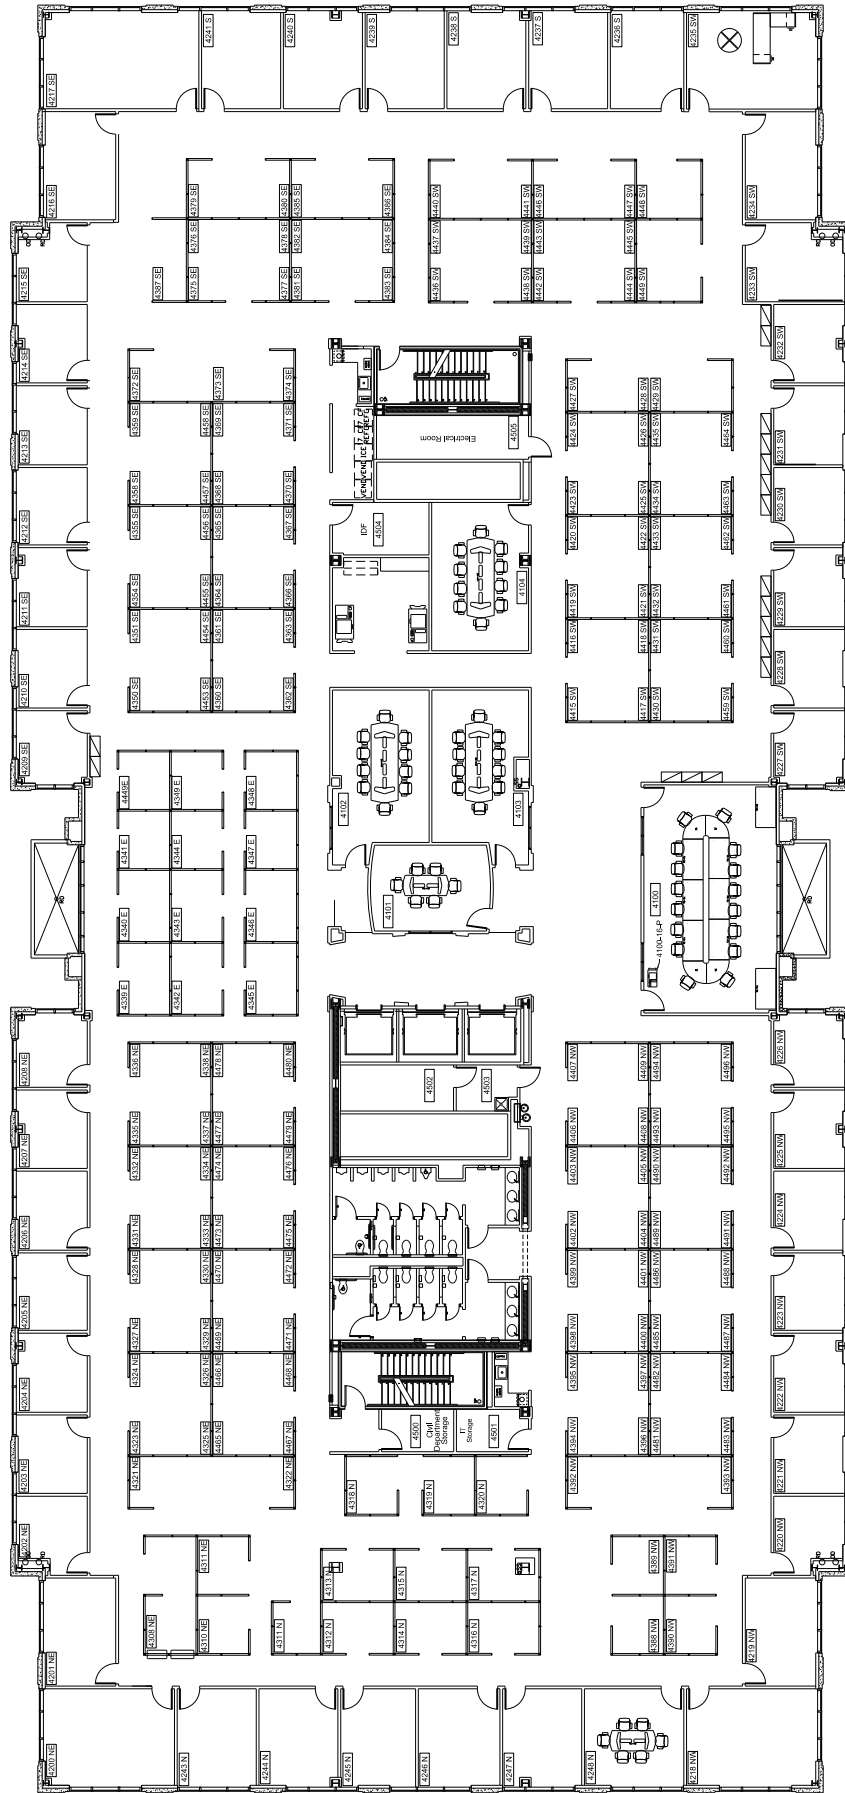 4241 S
4240 S
4239 S
4238 S
4237 S
4236 S
4235 SW
4217 SE
4216 SE
4379 SE
4380 SE
4385 SE
4386 SE
4440 SW
4441 SW
4446 SW
4447 SW
4448 SW
4234 SW
4376 SE
4378 SE
4382 SE
4384 SE
4437 SW
4439 SW
4443 SW
4445 SW
4215 SE
4387 SE
4375 SE
4377 SE
4381 SE
4383 SE
4436 SW
4438 SW
4442 SW
4444 SW
4449 SW
4233 SW
4214 SE
4232 SW
4372 SE
4373 SE
4374 SE
4427 SW
4428 SW
4429 SW
4213 SE
4359 SE
4458 SE
4369 SE
4371 SE
4424 SW
4426 SW
4435 SW
4464 SW
4231 SW
Electrical Room
4505
VEND
VEND
ICE
REFG
REFG
4212 SE
4358 SE
4457 SE
4368 SE
4370 SE
4423 SW
4425 SW
4434 SW
4463 SW
4230 SW
4355 SE
4456 SE
4365 SE
4367 SE
IDF
4504
4420 SW
4422 SW
4433 SW
4462 SW
4211 SE
4354 SE
4455 SE
4364 SE
4366 SE
4104
4419 SW
4421 SW
4432 SW
4461 SW
4229 SW
4351 SE
4454 SE
4361 SE
4363 SE
4416 SW
4418 SW
4431 SW
4460 SW
4210 SE
4228 SW
4350 SE
4453 SE
4360 SE
4362 SE
4415 SW
4417 SW
4430 SW
4459 SW
4209 SE
4227 SW
4449E
4349 E
4348 E
4102
4103
4341 E
4344 E
4347 E
4101
4100
4100-16-P
RD
RD
4340 E
4343 E
4346 E
4339 E
4342 E
4345 E
4208 NE
4336 NE
4338 NE
4478 NE
4480 NE
4502
4503
4407 NW
4409 NW
4494 NW
4496 NW
4226 NW
4207 NE
4335 NE
4337 NE
4477 NE
4479 NE
4406 NW
4408 NW
4493 NW
4495 NW
4225 NW
4332 NE
4334 NE
4474 NE
4476 NE
4403 NW
4405 NW
4490 NW
4492 NW
4206 NE
4331 NE
4333 NE
4473 NE
4475 NE
4402 NW
4404 NW
4489 NW
4491 NW
4224 NW
4328 NE
4330 NE
4470 NE
4472 NE
4399 NW
4401 NW
4486 NW
4488 NW
4205 NE
4327 NE
4329 NE
4469 NE
4471 NE
4398 NW
4400 NW
4485 NW
4487 NW
4223 NW
4324 NE
4326 NE
4466 NE
4468 NE
4395 NW
4397 NW
4482 NW
4484 NW
4204 NE
4222 NW
4323 NE
4325 NE
4465 NE
4467 NE
4500
Civil
Department
Storage
IT
Storage
4501
4394 NW
4396 NW
4481 NW
4483 NW
4203 NE
4321 NE
4322 NE
4392 NW
4393 NW
4221 NW
4318 N
4319 N
4320 N
4202 NE
4220 NW
4311 NE
4313 N
4315 N
4317 N
4389 NW
4391 NW
4308 NE
4310 NE
4311 N
4312 N
4314 N
4316 N
4388 NW
4390 NW
4201 NE
4219 NW
4200 NE
4243 N
4244 N
4245 N
4246 N
4247 N
4248 N
4218 NW